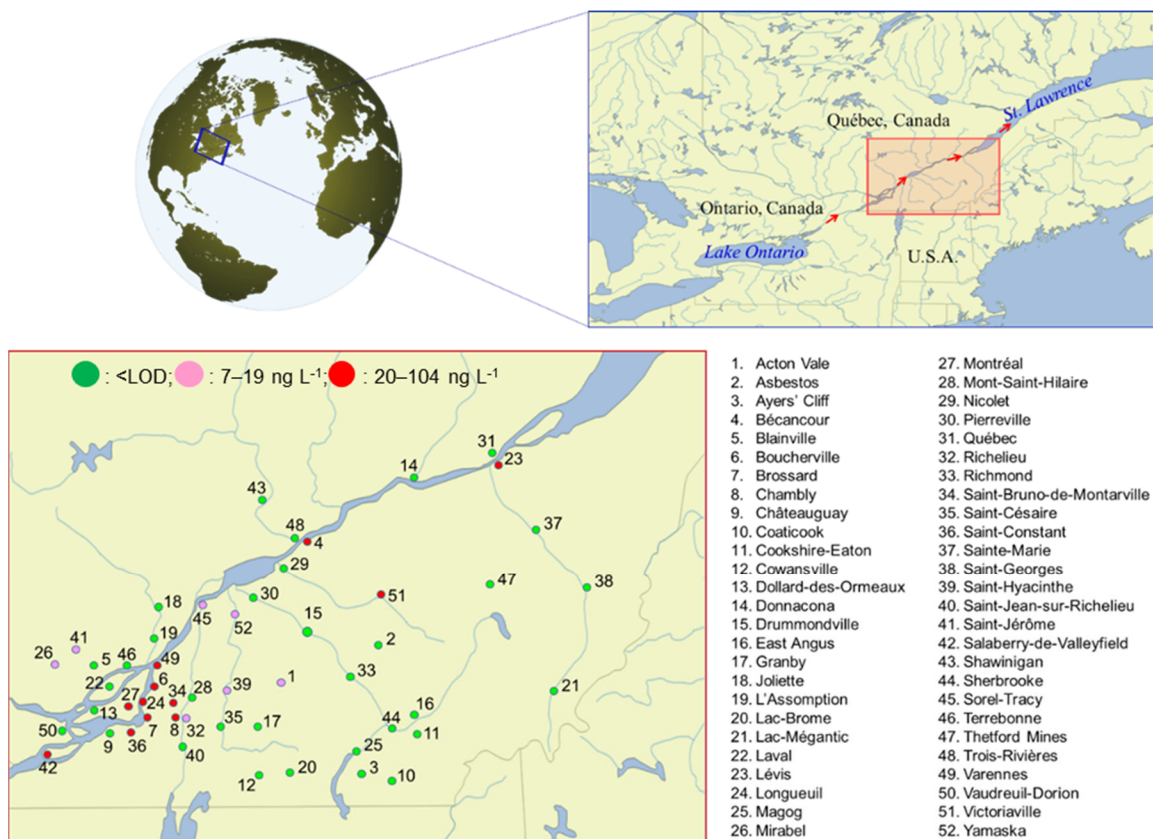 Québec, Canada
St. Lawrence
Ontario, Canada
Lake Ontario
U.S.A.
: <LOD; : 7–19 ng L⁻¹; : 20–104 ng L⁻¹
31
23
14
43
48
4
37
29
47
38
30
51
18
45
52
15
19
2
41
26
5
46
49
33
6
1
22
34
28
39
21
27
24
16
13
32
35
17
44
11
50
9
36
7
8
40
25
42
12
20
3
10
1. Acton Vale
2. Asbestos
3. Ayers' Cliff
4. Bécancour
5. Blainville
6. Boucherville
7. Brossard
8. Chambly
9. Châteauguay
10. Coaticook
11. Cookshire-Eaton
12. Cowansville
13. Dollard-des-Ormeaux
14. Donnacona
15. Drummondville
16. East Angus
17. Granby
18. Joliette
19. L'Assomption
20. Lac-Brome
21. Lac-Mégantic
22. Laval
23. Lévis
24. Longueuil
25. Magog
26. Mirabel
27. Montréal
28. Mont-Saint-Hilaire
29. Nicolet
30. Pierreville
31. Québec
32. Richelieu
33. Richmond
34. Saint-Bruno-de-Montarville
35. Saint-Césaire
36. Saint-Constant
37. Sainte-Marie
38. Saint-Georges
39. Saint-Hyacinthe
40. Saint-Jean-sur-Richelieu
41. Saint-Jérôme
42. Salaberry-de-Valleyfield
43. Shawinigan
44. Sherbrooke
45. Sorel-Tracy
46. Terrebonne
47. Thetford Mines
48. Trois-Rivières
49. Varennes
50. Vaudreuil-Dorion
51. Victoriaville
52. Yamaska